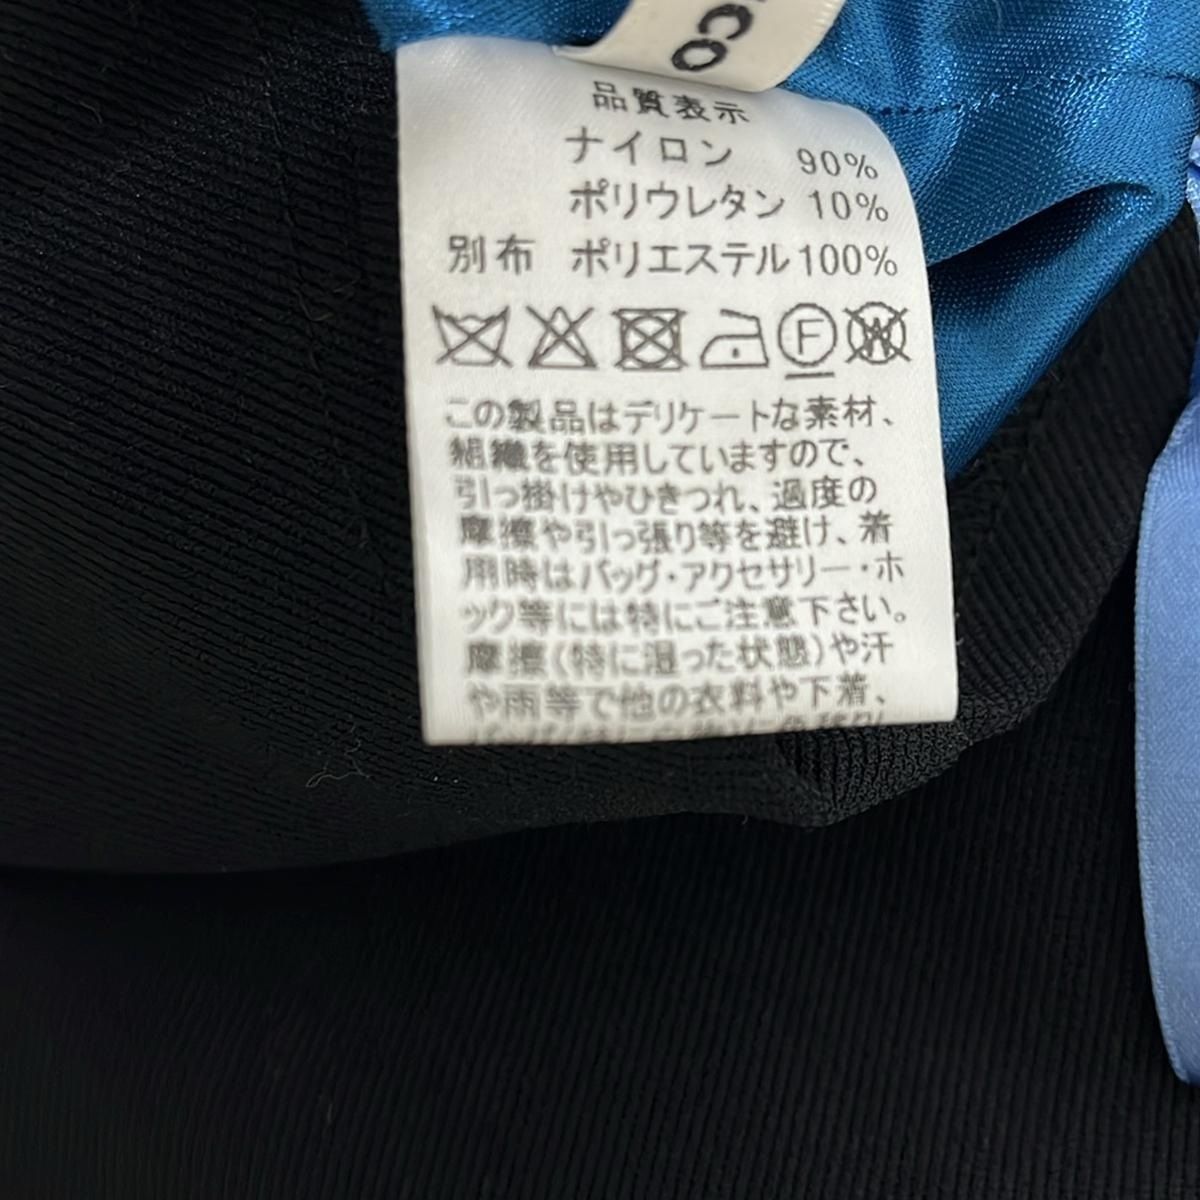 CO
品質表示
ナイロン 90%
ポリウレタン 10%
別布 ポリエステル 100%
F W
この製品はデリケートな素材、
組織を使用していますので、
引っ掛けやひきつれ、過度の
摩擦や引っ張り等を避け、着
用時はバッグ・アクセサリー・ホ
ック等には特にご注意下さい。
摩擦(特に湿った状態)や汗
や雨等で他の衣料や下着、